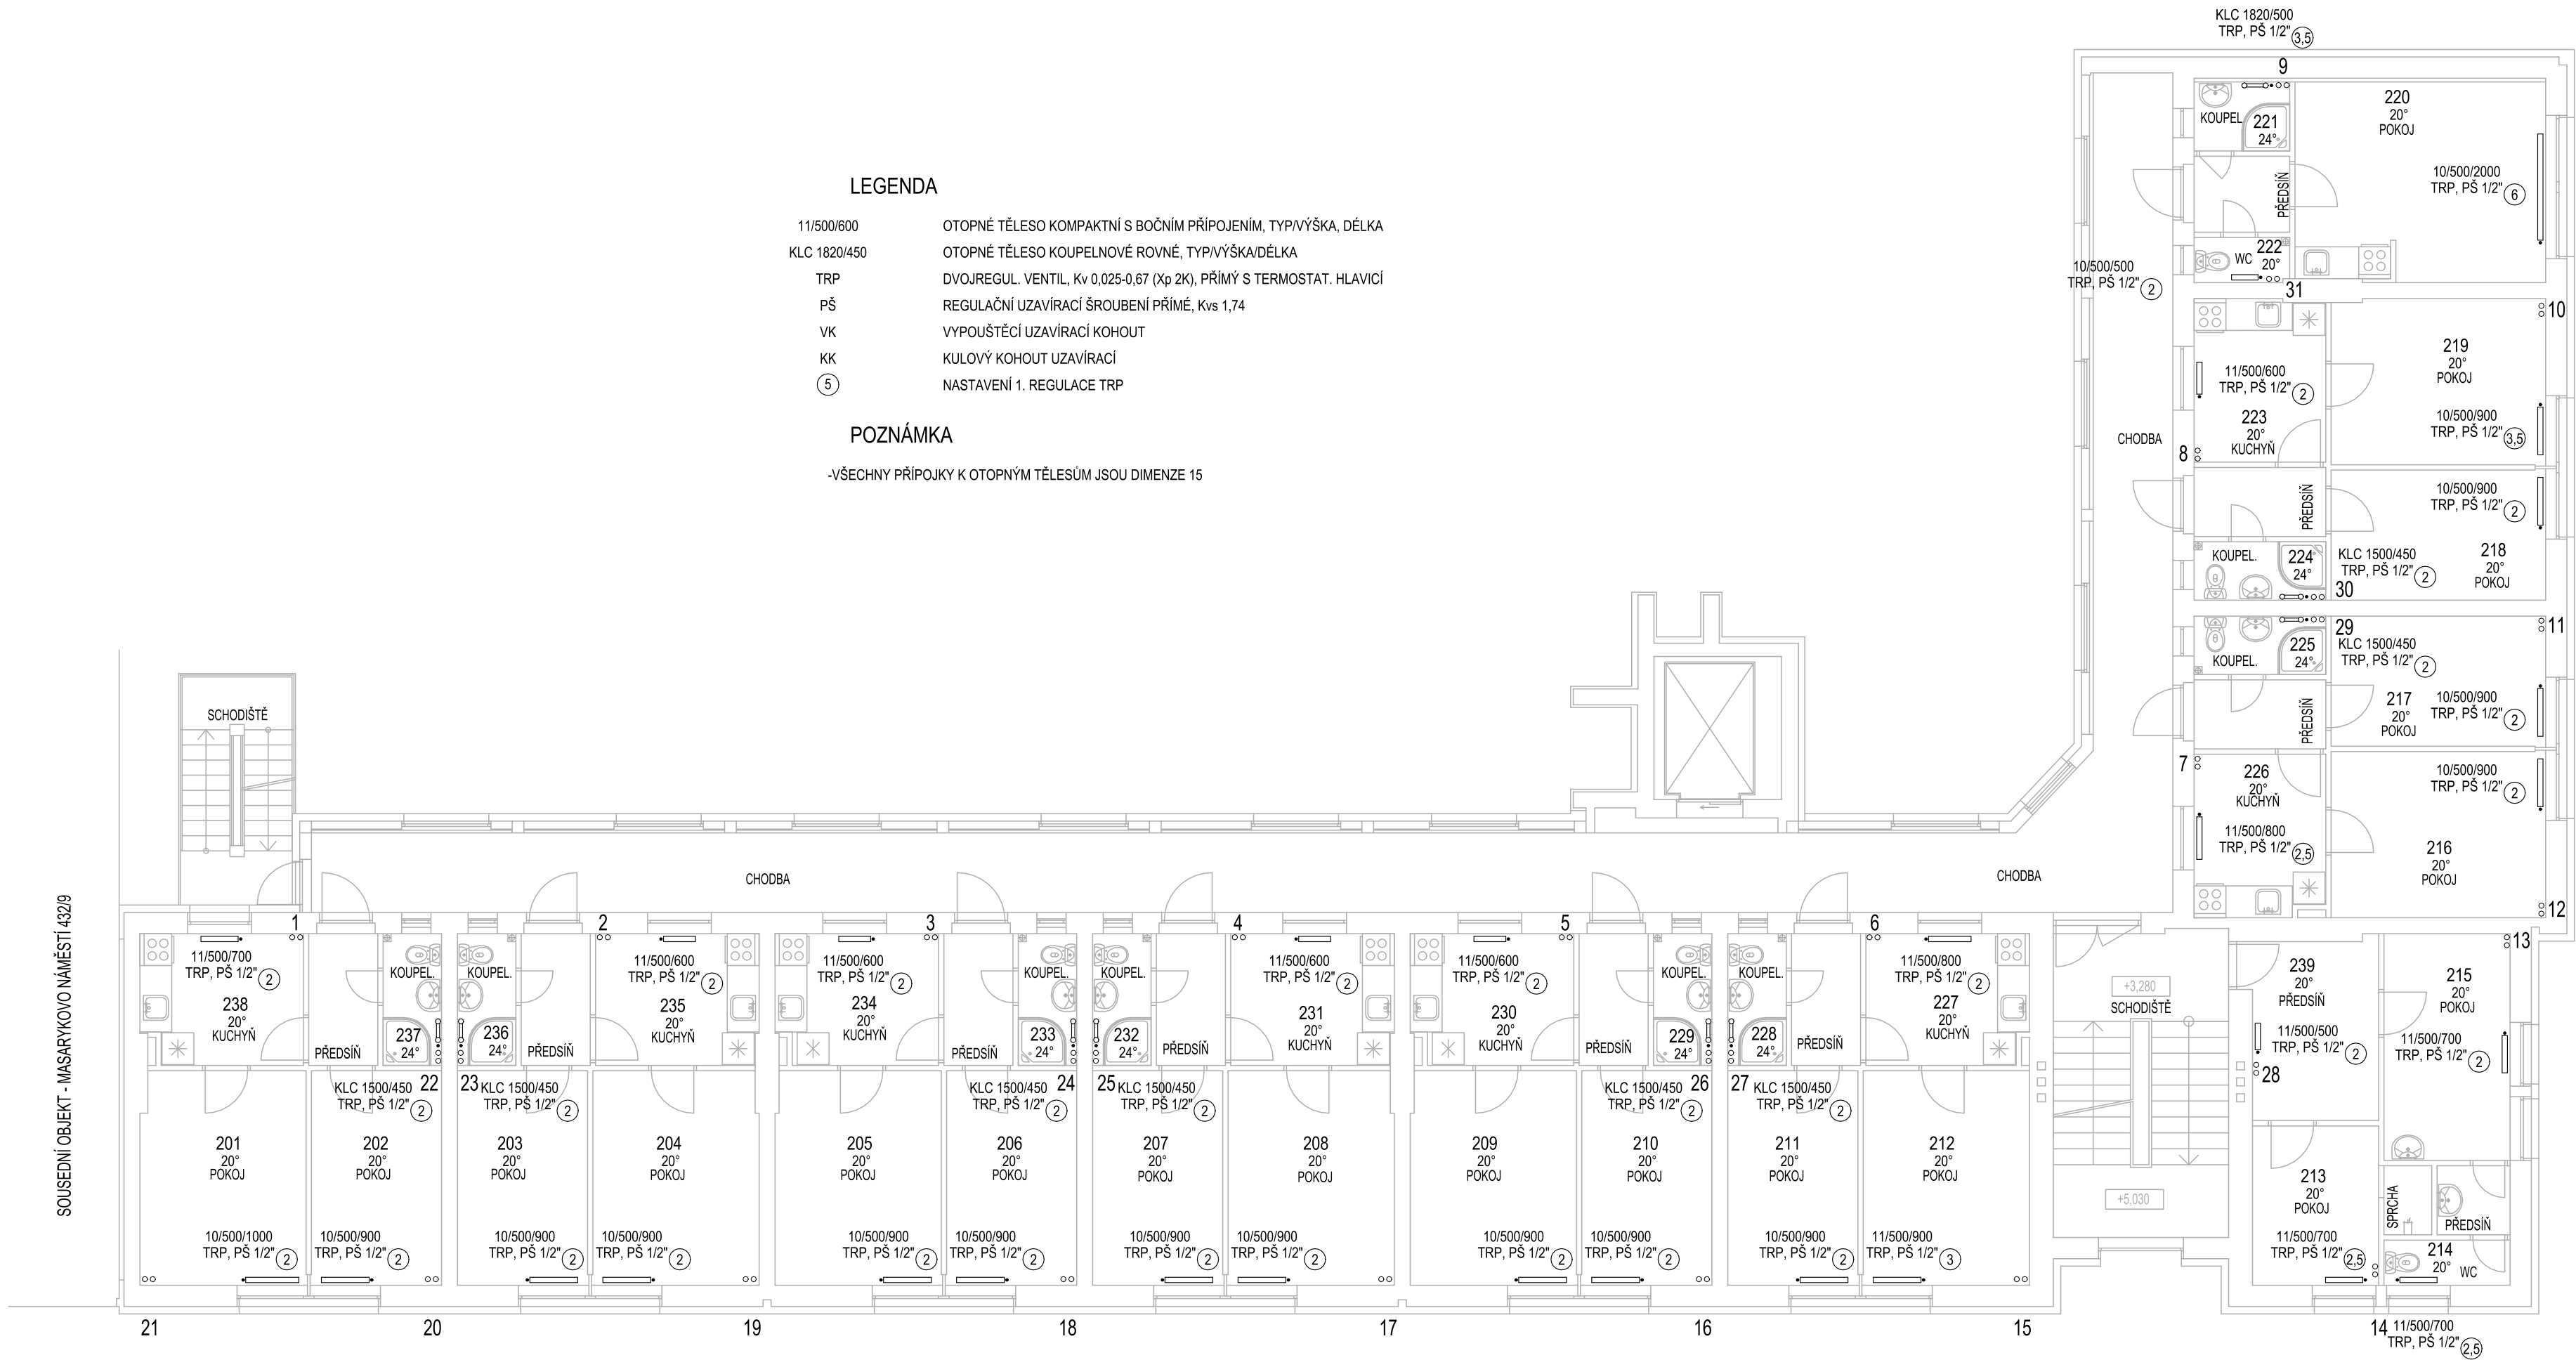 KLC 1820/500
TRP, PŠ 1/2" 3,5
9
220
20°
POKOJ
KOUPEL.
221
24°
10/500/2000
TRP, PŠ 1/2" 6
PŘEDSÍŇ
222
WC
20°
10/500/500
TRP, PŠ 1/2" 2
31
10
LEGENDA
11/500/600 OTOPNÉ TĚLESO KOMPAKTNÍ S BOČNÍM PŘÍPOJENÍM, TYP/VÝŠKA, DÉLKA
KLC 1820/450 OTOPNÉ TĚLESO KOUPELNOVÉ ROVNÉ, TYP/VÝŠKA/DÉLKA
TRP DVOJREGUL. VENTIL, Kv 0,025-0,67 (Xp 2K), PŘÍMÝ S TERMOSTAT. HLAVICÍ
PŠ REGULAČNÍ UZAVÍRACÍ ŠROUBENÍ PŘÍMÉ, Kvs 1,74
VK VYPOUŠTĚCÍ UZAVÍRACÍ KOHOUT
KK KULOVÝ KOHOUT UZAVÍRACÍ
5 NASTAVENÍ 1. REGULACE TRP
POZNÁMKA
-VŠECHNY PŘÍPOJKY K OTOPNÝM TĚLESŮM JSOU DIMENZE 15
219
20°
POKOJ
11/500/600
TRP, PŠ 1/2" 2
223
20°
KUCHYŇ
10/500/900
TRP, PŠ 1/2" 3,5
CHODBA
8
PŘEDSÍŇ
10/500/900
TRP, PŠ 1/2" 2
218
20°
POKOJ
KOUPEL.
224
24°
KLC 1500/450
TRP, PŠ 1/2" 2
30
29
11
KOUPEL.
225
24°
KLC 1500/450
TRP, PŠ 1/2" 2
217
20°
POKOJ
10/500/900
TRP, PŠ 1/2" 2
PŘEDSÍŇ
7
226
20°
KUCHYŇ
10/500/900
TRP, PŠ 1/2" 2
11/500/800
TRP, PŠ 1/2" 2,5
216
20°
POKOJ
12
SCHODIŠTĚ
CHODBA
CHODBA
SOUSEDNÍ OBJEKT - MASARYKOVO NÁMĚSTÍ 432/9
1
2
3
4
5
6
13
11/500/700
TRP, PŠ 1/2" 2
238
20°
KUCHYŇ
PŘEDSÍŇ
KOUPEL.
237
24°
KOUPEL.
236
24°
PŘEDSÍŇ
11/500/600
TRP, PŠ 1/2" 2
235
20°
KUCHYŇ
11/500/600
TRP, PŠ 1/2" 2
234
20°
KUCHYŇ
PŘEDSÍŇ
KOUPEL.
233
24°
KOUPEL.
232
24°
PŘEDSÍŇ
11/500/600
TRP, PŠ 1/2" 2
231
20°
KUCHYŇ
11/500/600
TRP, PŠ 1/2" 2
230
20°
KUCHYŇ
PŘEDSÍŇ
KOUPEL.
229
24°
KOUPEL.
228
24°
PŘEDSÍŇ
11/500/800
TRP, PŠ 1/2" 2
227
20°
KUCHYŇ
+3,280
SCHODIŠTĚ
+5,030
239
20°
PŘEDSÍŇ
11/500/500
TRP, PŠ 1/2" 2
28
215
20°
POKOJ
11/500/700
TRP, PŠ 1/2" 2
KLC 1500/450
TRP, PŠ 1/2" 2
22
23
KLC 1500/450
TRP, PŠ 1/2" 2
KLC 1500/450
TRP, PŠ 1/2" 2
24
25
KLC 1500/450
TRP, PŠ 1/2" 2
KLC 1500/450
TRP, PŠ 1/2" 2
26
27
KLC 1500/450
TRP, PŠ 1/2" 2
201
20°
POKOJ
202
20°
POKOJ
203
20°
POKOJ
204
20°
POKOJ
205
20°
POKOJ
206
20°
POKOJ
207
20°
POKOJ
208
20°
POKOJ
209
20°
POKOJ
210
20°
POKOJ
211
20°
POKOJ
212
20°
POKOJ
213
20°
POKOJ
SPRCHA
PŘEDSÍŇ
214
20°
WC
10/500/1000
TRP, PŠ 1/2" 2
10/500/900
TRP, PŠ 1/2" 2
10/500/900
TRP, PŠ 1/2" 2
10/500/900
TRP, PŠ 1/2" 2
10/500/900
TRP, PŠ 1/2" 2
10/500/900
TRP, PŠ 1/2" 2
10/500/900
TRP, PŠ 1/2" 2
10/500/900
TRP, PŠ 1/2" 2
10/500/900
TRP, PŠ 1/2" 2
10/500/900
TRP, PŠ 1/2" 2
10/500/900
TRP, PŠ 1/2" 2
11/500/900
TRP, PŠ 1/2" 3
11/500/700
TRP, PŠ 1/2" 2,5
21
20
19
18
17
16
15
14
11/500/700
TRP, PŠ 1/2" 2,5